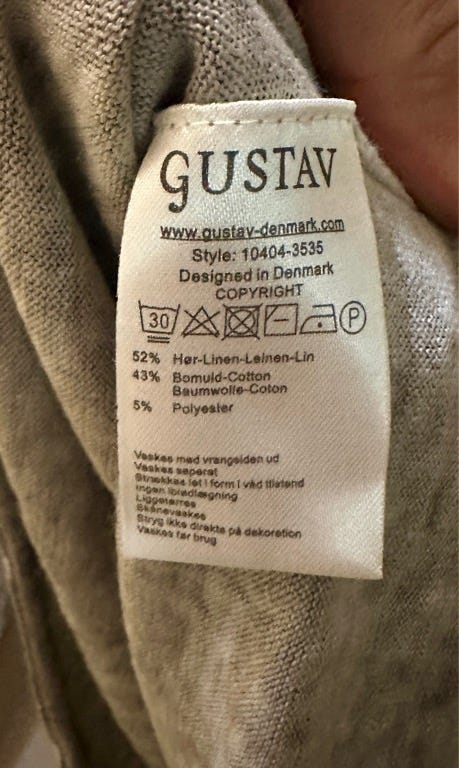 GUSTAV
www.gustav-denmark.com
Style: 10404-3535
Designed in Denmark
COPYRIGHT
30 P
52% Hør-Linen-Leinen-Lin
43% Bomuld-Cotton
Baumwolle-Coton
5% Polyester
Vaskes med vrangsiden ud
Vaskes separat
Strækkes let i form i våd tilstand
Ingen iblødlægning
Liggetørres
Skånevaskes
Stryg ikke direkte på dekoration
Vaskes før brug